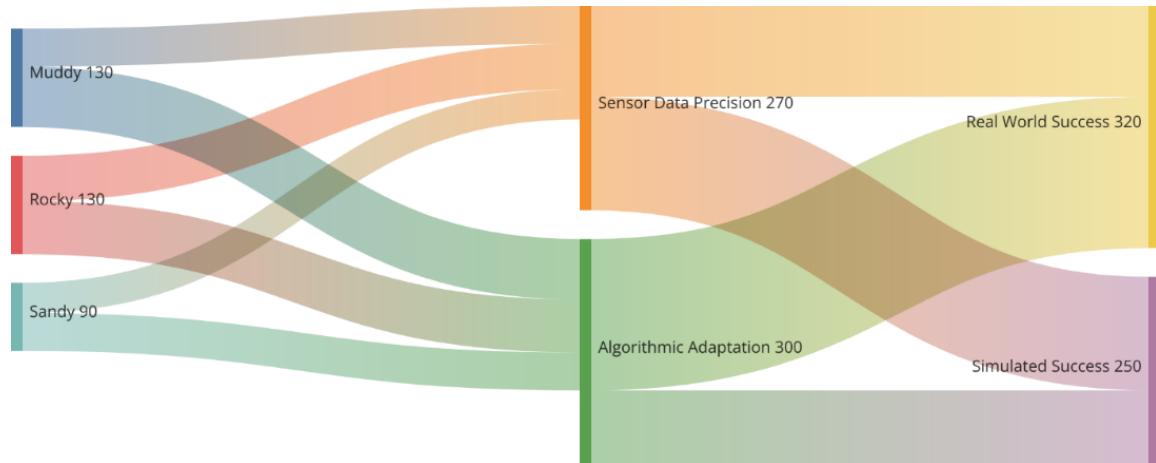 Muddy 130
Rocky 130
Sandy 90
Sensor Data Precision 270
Algorithmic Adaptation 300
Real World Success 320
Simulated Success 250